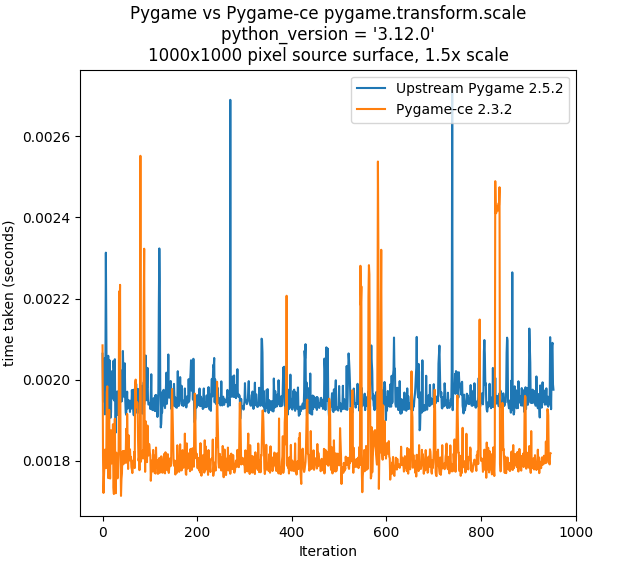 Pygame vs Pygame-ce pygame.transform.scale
python_version = '3.12.0'
1000x1000 pixel source surface, 1.5x scale
Upstream Pygame 2.5.2
Pygame-ce 2.3.2
time taken (seconds)
0.0026
0.0024
0.0022
0.0020
0.0018
0
200
400
600
800
1000
Iteration